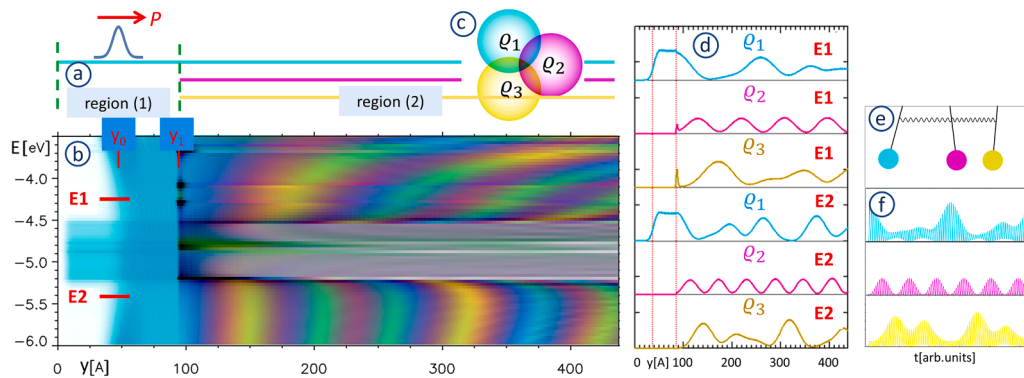 P
a
region (1)
region (2)
c
ϱ1
ϱ2
ϱ3
y0
y1
E[eV]
b
−4.0
E1
−4.5
−5.0
E2
−5.5
−6.0
0
y[A]
100
200
300
400
d
ϱ1
E1
ϱ2
E1
ϱ3
E1
ϱ1
E2
ϱ2
E2
ϱ3
E2
0
y[A]
100
200
300
400
e
f
t[arb.units]